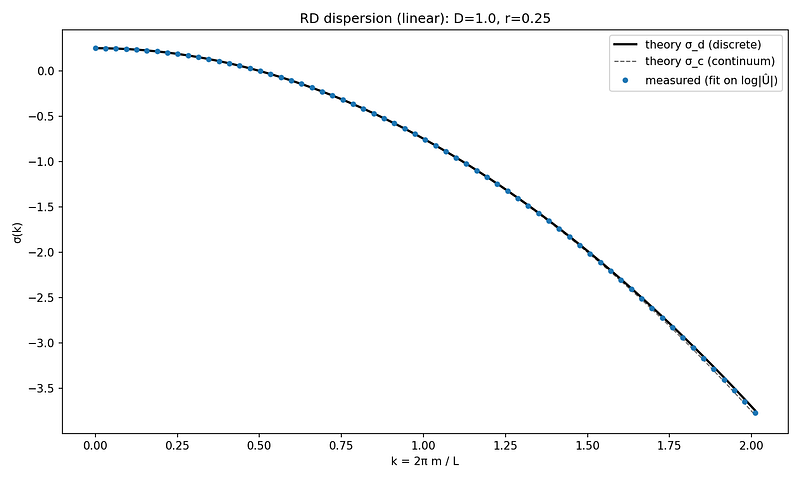 RD dispersion (linear): D=1.0, r=0.25
theory σ_d (discrete)
theory σ_c (continuum)
measured (fit on log|Û|)
σ(k)
0.0
−0.5
−1.0
−1.5
−2.0
−2.5
−3.0
−3.5
0.00 0.25 0.50 0.75 1.00 1.25 1.50 1.75 2.00
k = 2π m / L